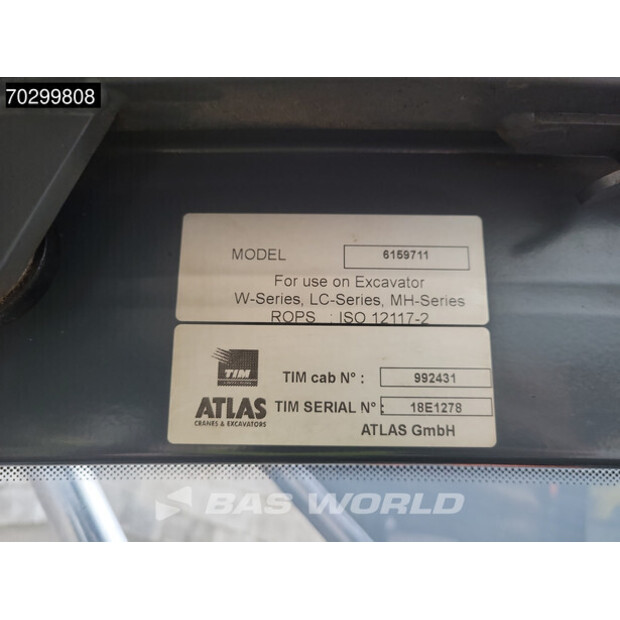 70299808
MODEL 6159711
For use on Excavator
W-Series, LC-Series, MH-Series
ROPS : ISO 12117-2
TIM
TIM cab N° : 992431
ATLAS TIM SERIAL N° : 18E1278
CRANES & EXCAVATORS
ATLAS GmbH
BAS WORLD